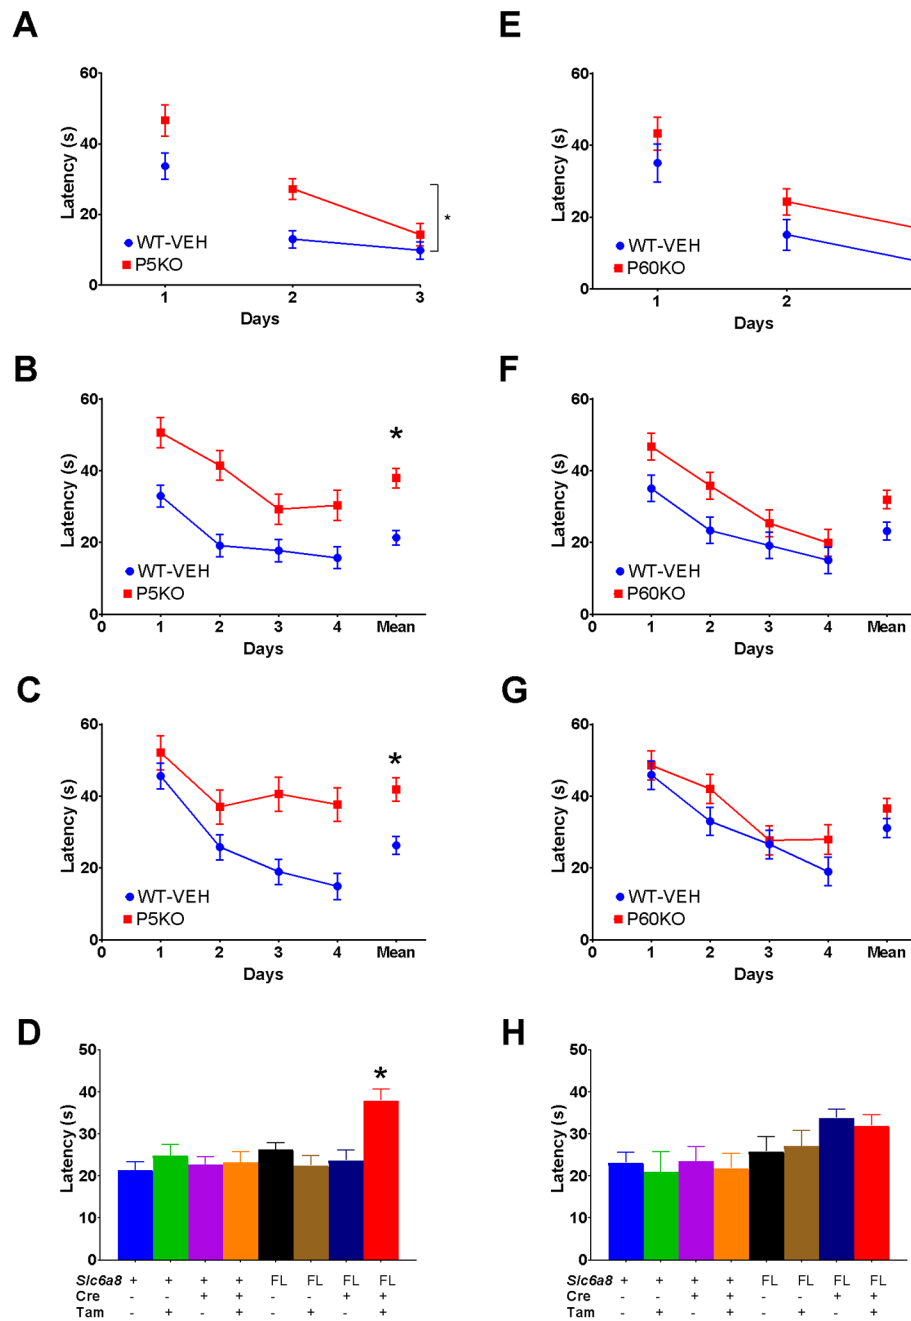 A
60
40
20
0
Latency (s)
WT-VEH
P5KO
*
1 2 3
Days
E
60
40
20
0
Latency (s)
WT-VEH
P60KO
1 2
Days
B
60
40
20
0
Latency (s)
*
WT-VEH
P5KO
0 1 2 3 4 Mean
Days
F
60
40
20
0
Latency (s)
WT-VEH
P60KO
0 1 2 3 4 Mean
Days
C
60
40
20
0
Latency (s)
*
WT-VEH
P5KO
0 1 2 3 4 Mean
Days
G
60
40
20
0
Latency (s)
WT-VEH
P60KO
0 1 2 3 4 Mean
Days
D
50
40
30
20
10
0
Latency (s)
*
Slc6a8 + + + + FL FL FL FL
Cre - - + + - - + +
Tam - + - + - + - +
H
50
40
30
20
10
0
Latency (s)
Slc6a8 + + + + FL FL FL FL
Cre - - + + - - + +
Tam - + - + - + - +